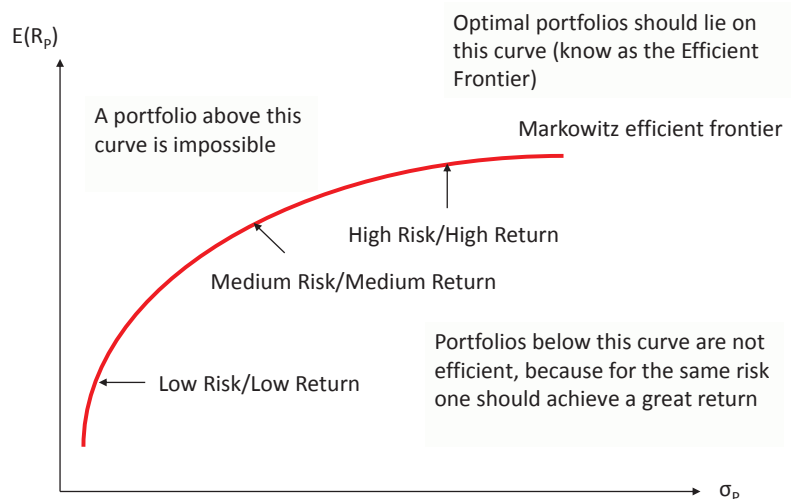 E(R_P)
Optimal portfolios should lie on
this curve (know as the Efficient
Frontier)
A portfolio above this
curve is impossible
Markowitz efficient frontier
High Risk/High Return
Medium Risk/Medium Return
Portfolios below this curve are not
efficient, because for the same risk
one should achieve a great return
Low Risk/Low Return
σ_P